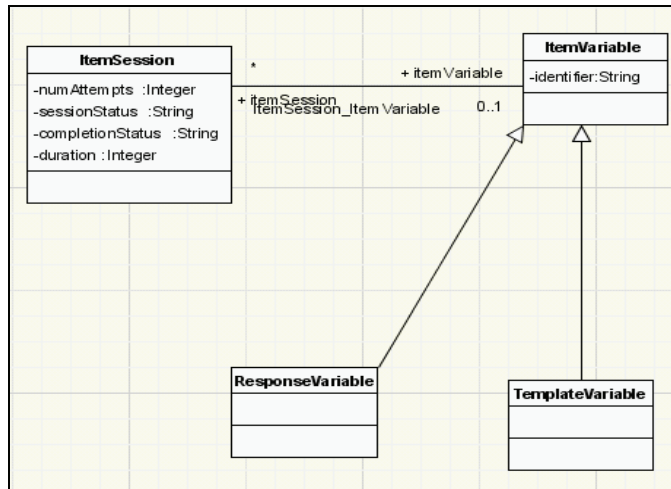 ItemSession
-numAttempts :Integer
-sessionStatus :String
-completionStatus :String
-duration :Integer
*
+ itemVariable
+ itemSession
ItemSession_ItemVariable
0..1
ItemVariable
-identifier:String
ResponseVariable
TemplateVariable